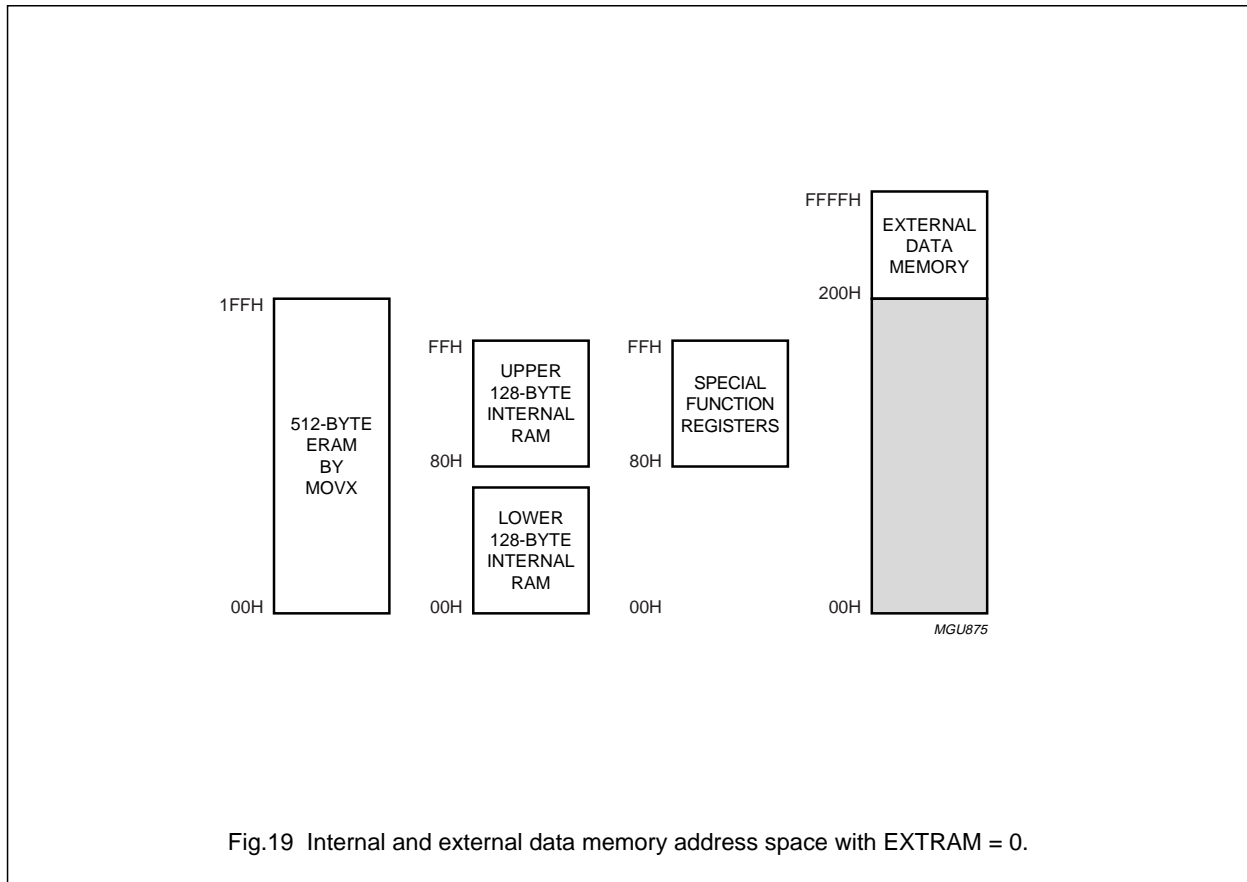 1FFH
512-BYTE
ERAM
BY
MOVX
00H
FFH
UPPER
128-BYTE
INTERNAL
RAM
80H
LOWER
128-BYTE
INTERNAL
RAM
00H
FFH
SPECIAL
FUNCTION
REGISTERS
80H
00H
FFFFH
EXTERNAL
DATA
MEMORY
200H
00H
MGU875
Fig.19 Internal and external data memory address space with EXTRAM = 0.